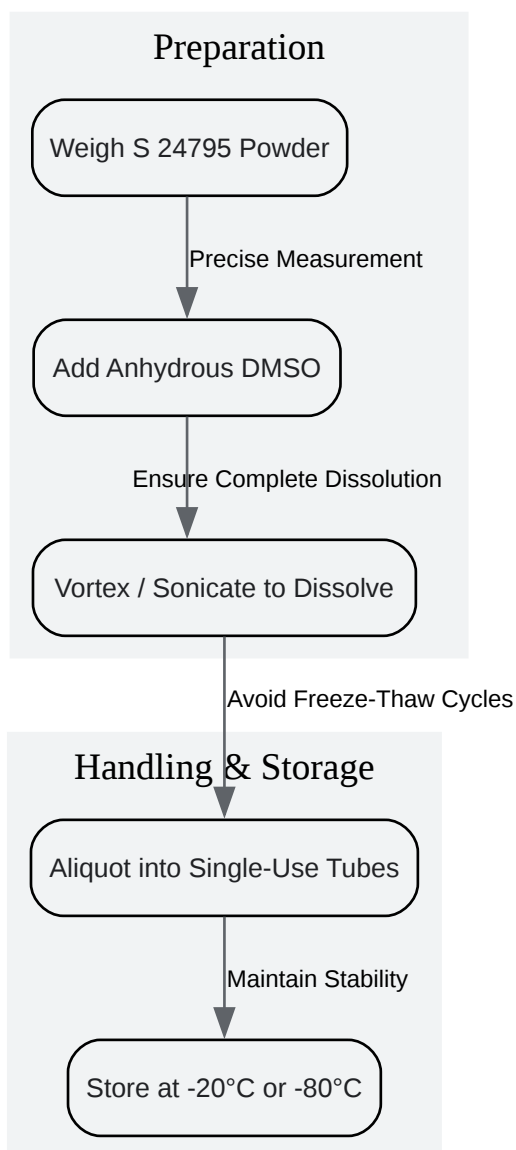 Preparation
Weigh S 24795 Powder
Precise Measurement
Add Anhydrous DMSO
Ensure Complete Dissolution
Vortex / Sonicate to Dissolve
Avoid Freeze-Thaw Cycles
Handling & Storage
Aliquot into Single-Use Tubes
Maintain Stability
Store at -20°C or -80°C